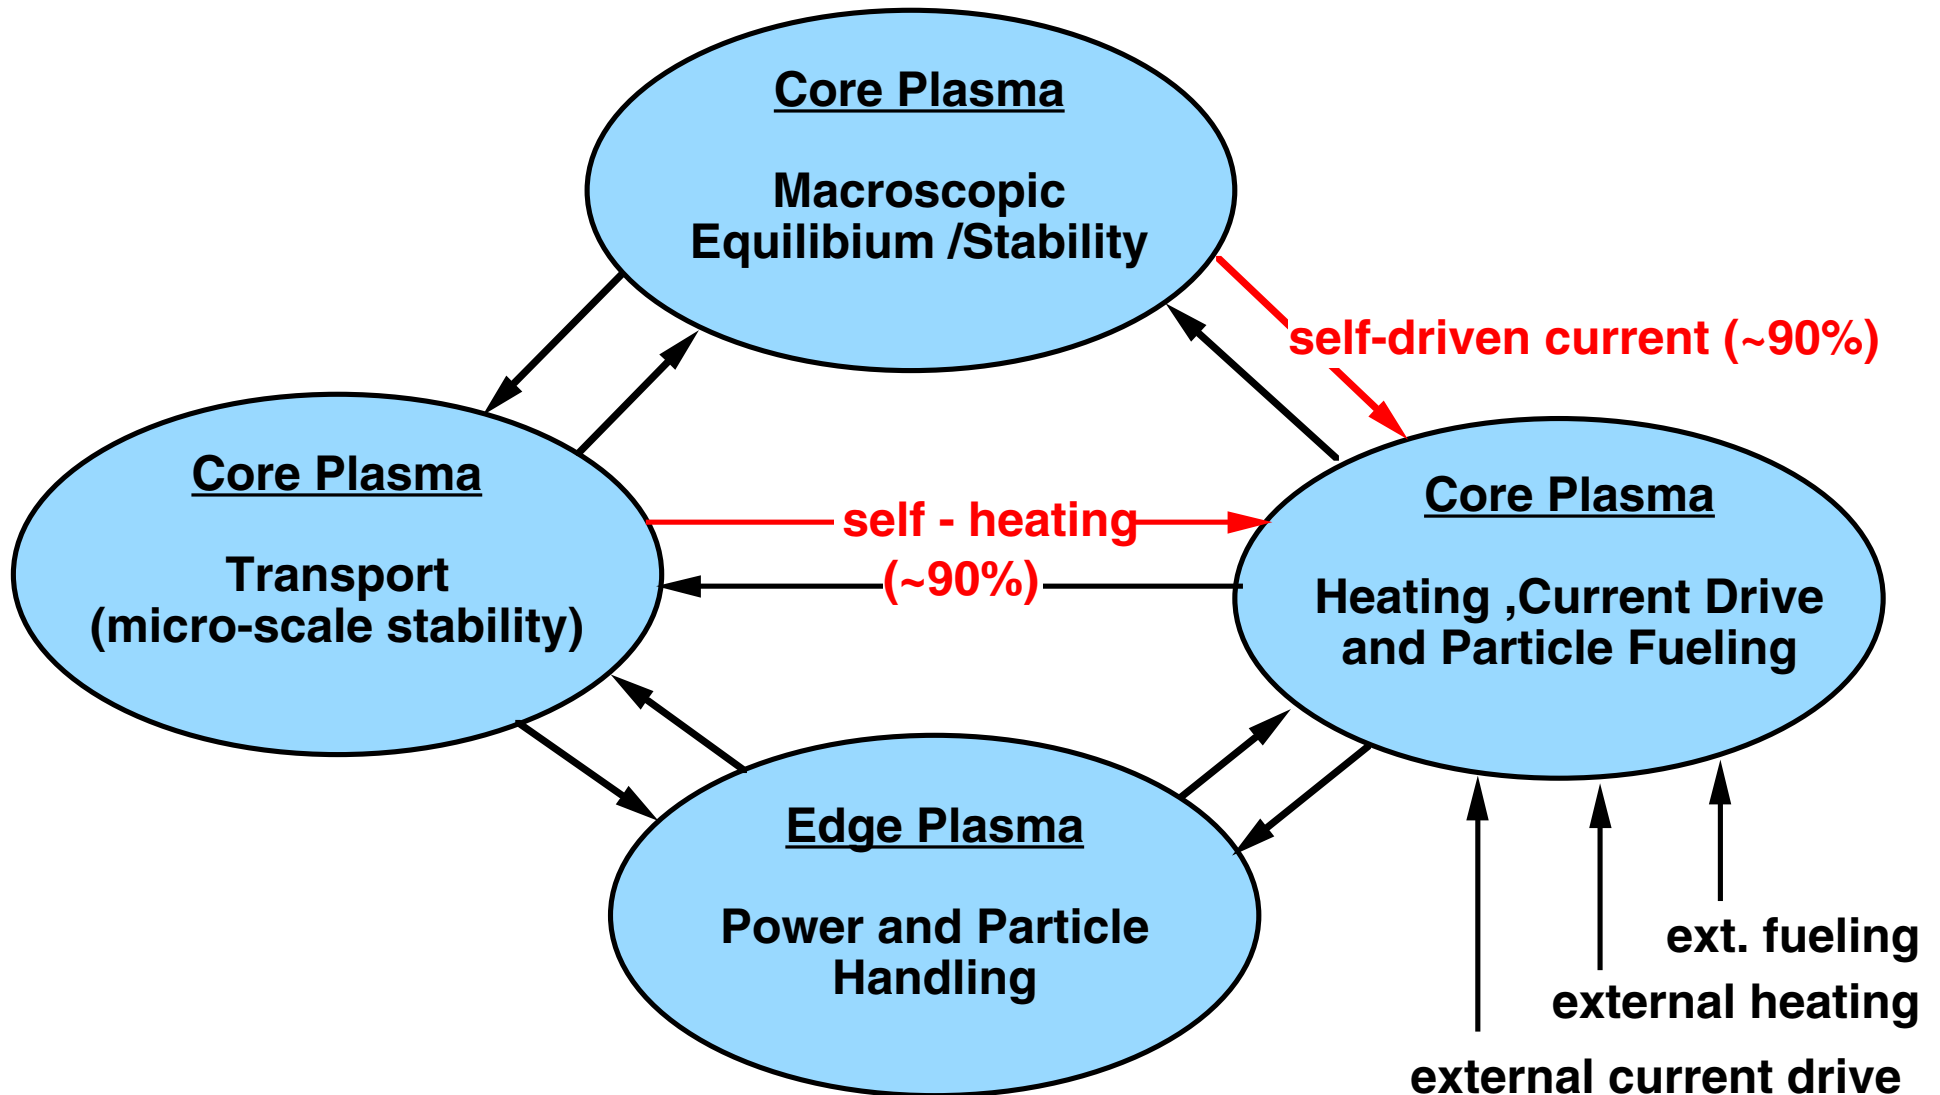 Core Plasma
Macroscopic
Equilibium /Stability
self-driven current (~90%)
Core Plasma
Transport
(micro-scale stability)
self - heating
(~90%)
Core Plasma
Heating ,Current Drive
and Particle Fueling
Edge Plasma
Power and Particle
Handling
ext. fueling
external heating
external current drive